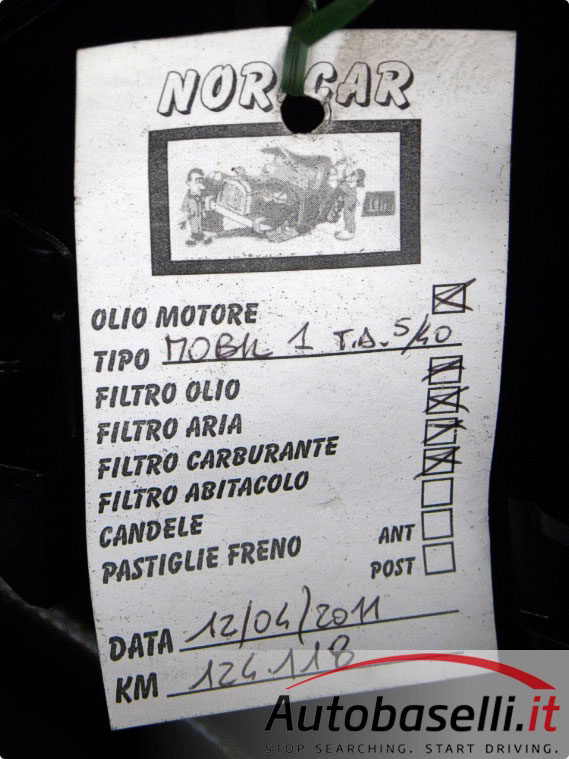 NOR CAR
OLIO MOTORE
TIPO MOBIL 1 T.D. 5/40
FILTRO OLIO
FILTRO ARIA
FILTRO CARBURANTE
FILTRO ABITACOLO
CANDELE
PASTIGLIE FRENO ANT
POST
DATA 12/04/2011
KM 124.118
Autobaselli.it
STOP SEARCHING. START DRIVING.